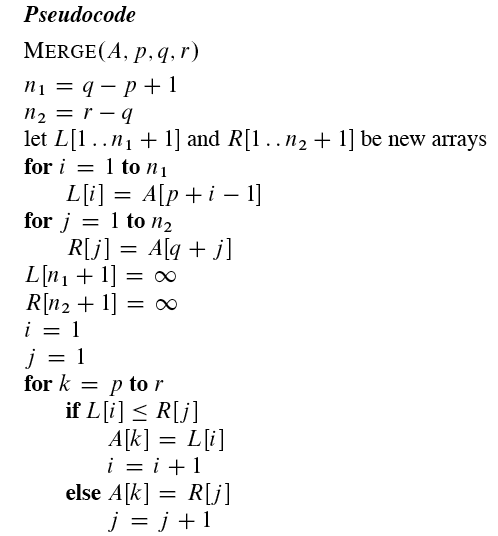 Pseudocode
MERGE(A, p, q, r)
n₁ = q − p + 1
n₂ = r − q
let L[1 . . n₁ + 1] and R[1 . . n₂ + 1] be new arrays
for i = 1 to n₁
L[i] = A[p + i − 1]
for j = 1 to n₂
R[j] = A[q + j]
L[n₁ + 1] = ∞
R[n₂ + 1] = ∞
i = 1
j = 1
for k = p to r
if L[i] ≤ R[j]
A[k] = L[i]
i = i + 1
else A[k] = R[j]
j = j + 1